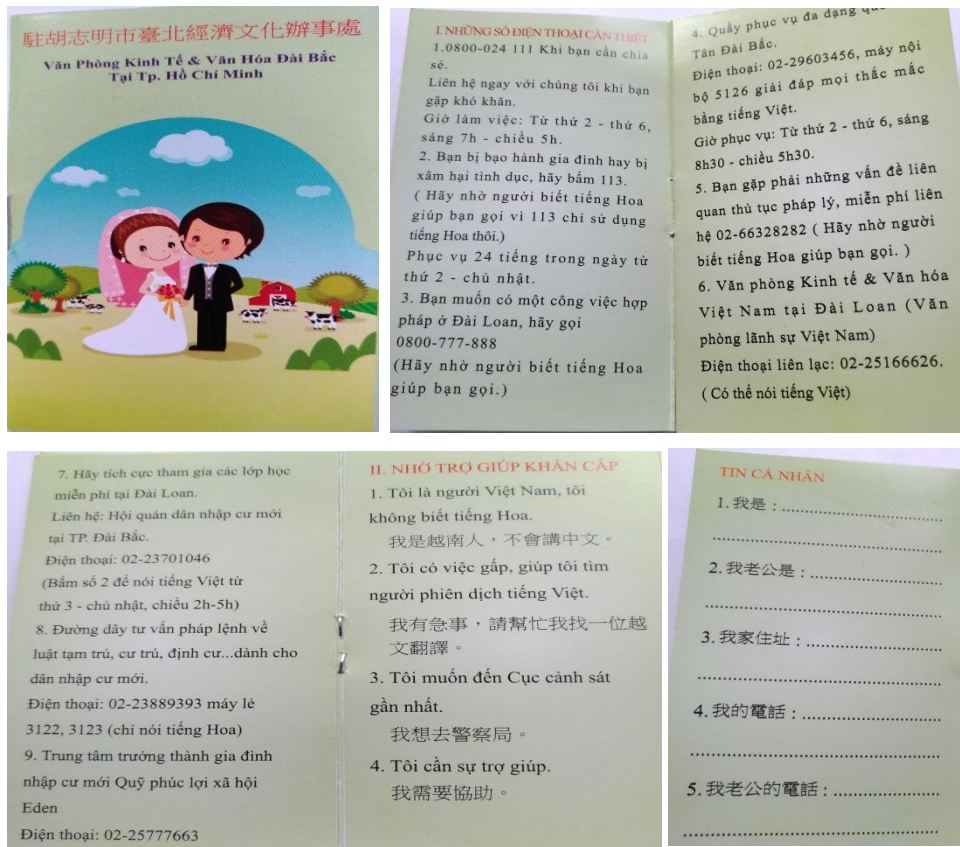 駐胡志明市臺北經濟文化辦事處
Văn Phòng Kinh Tế & Văn Hóa Đài Bắc
Tại Tp. Hồ Chí Minh
I. NHỮNG SỐ ĐIỆN THOẠI CẦN THIẾT
1.0800-024 111 Khi bạn cần chia
sẻ.
Liên hệ ngay với chúng tôi khi bạn
gặp khó khăn.
Giờ làm việc: Từ thứ 2 - thứ 6,
sáng 7h - chiều 5h.
2. Bạn bị bạo hành gia đình hay bị
xâm hại tình dục, hãy bấm 113.
( Hãy nhờ người biết tiếng Hoa
giúp bạn gọi vì 113 chỉ sử dụng
tiếng Hoa thôi.)
Phục vụ 24 tiếng trong ngày từ
thứ 2 - chủ nhật.
3. Bạn muốn có một công việc hợp
pháp ở Đài Loan, hãy gọi
0800-777-888
(Hãy nhờ người biết tiếng Hoa
giúp bạn gọi.)
4. Quầy phục vụ đa dạng
Tân Đài Bắc.
Điện thoại: 02-29603456, máy nội
bộ 5126 giải đáp mọi thắc mắc
bằng tiếng Việt.
Giờ phục vụ: Từ thứ 2 - thứ 6, sáng
8h30 - chiều 5h30.
5. Bạn gặp phải những vấn đề liên
quan thủ tục pháp lý, miễn phí liên
hệ 02-66328282 ( Hãy nhờ người
biết tiếng Hoa giúp bạn gọi. )
6. Văn phòng Kinh tế & Văn hóa
Việt Nam tại Đài Loan (Văn
phòng lãnh sự Việt Nam)
Điện thoại liên lạc: 02-25166626.
( Có thể nói tiếng Việt)
7. Hãy tích cực tham gia các lớp học
miễn phí tại Đài Loan.
Liên hệ: Hội quán dân nhập cư mới
tại TP. Đài Bắc.
Điện thoại: 02-23701046
(Bấm số 2 để nói tiếng Việt từ
thứ 3 - chủ nhật, chiều 2h-5h)
8. Đường dây tư vấn pháp lệnh về
luật tạm trú, cư trú, định cư...dành cho
dân nhập cư mới.
Điện thoại: 02-23889393 máy lẻ
3122, 3123 (chỉ nói tiếng Hoa)
9. Trung tâm trưởng thành gia đình
nhập cư mới Quỹ phúc lợi xã hội
Eden
Điện thoại: 02-25777663
II. NHỜ TRỢ GIÚP KHẨN CẤP
1. Tôi là người Việt Nam, tôi
không biết tiếng Hoa.
我是越南人，不會講中文。
2. Tôi có việc gấp, giúp tôi tìm
người phiên dịch tiếng Việt.
我有急事，請幫忙我找一位越
文翻譯。
3. Tôi muốn đến Cục cảnh sát
gần nhất.
我想去警察局。
4. Tôi cần sự trợ giúp.
我需要協助。
TIN CÁ NHÂN
1. 我是：
2. 我老公是：
3. 我家住址：
4. 我的電話：
5. 我老公的電話：